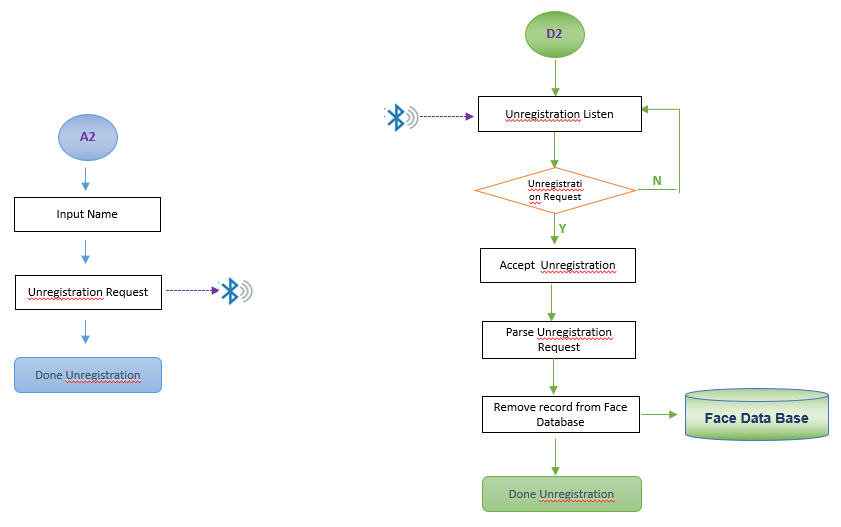 A2
Input Name
Unregistration Request
Done Unregistration
D2
Unregistration Listen
Unregistrati
on Request
N
Y
Accept Unregistration
Parse Unregistration
Request
Remove record from Face
Database
Face Data Base
Done Unregistration